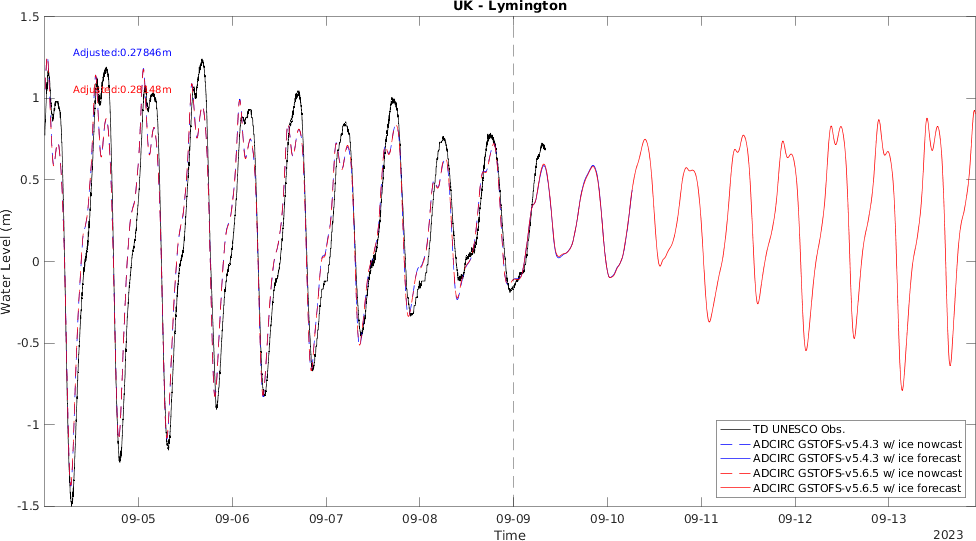 UK - Lymington
1.5
1
0.5
0
-0.5
-1
-1.5
Water Level (m)
Adjusted:0.27846m
Adjusted:0.28148m
TD UNESCO Obs.
ADCIRC GSTOFS-v5.4.3 w/ ice nowcast
ADCIRC GSTOFS-v5.4.3 w/ ice forecast
ADCIRC GSTOFS-v5.6.5 w/ ice nowcast
ADCIRC GSTOFS-v5.6.5 w/ ice forecast
09-05 09-06 09-07 09-08 09-09 09-10 09-11 09-12 09-13
Time
2023